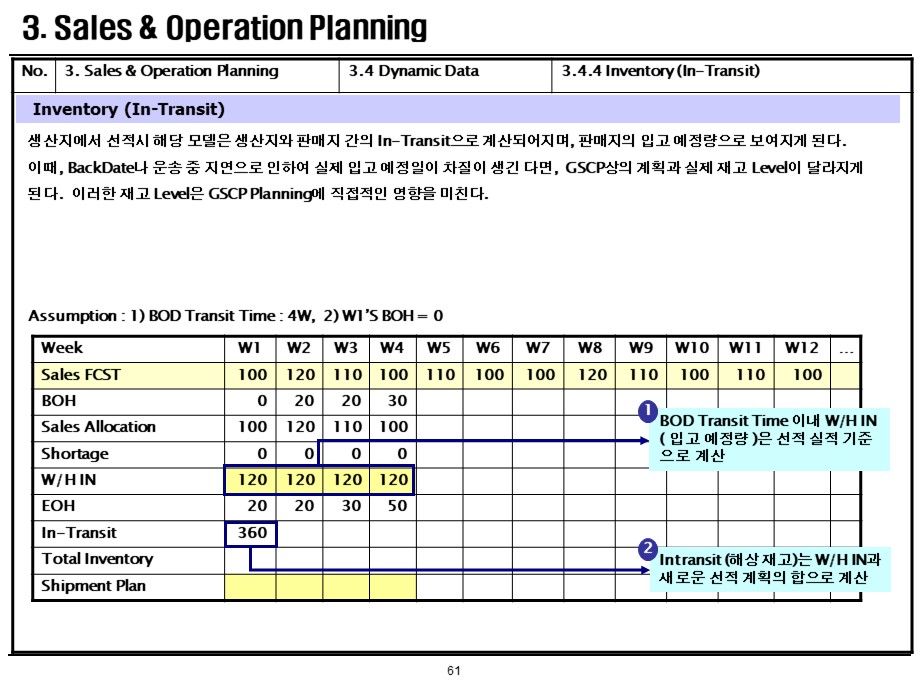 3. Sales & Operation Planning
No. 3. Sales & Operation Planning 3.4 Dynamic Data 3.4.4 Inventory (In-Transit)
Inventory (In-Transit)
생산지에서 선적시 해당 모델은 생산지와 판매지 간의 In-Transit으로 계산되어지며, 판매지의 입고 예정량으로 보여지게 된다.
이때, BackDate나 운송 중 지연으로 인하여 실제 입고 예정일이 차질이 생긴 다면, GSCP상의 계획과 실제 재고 Level이 달라지게
된다. 이러한 재고 Level은 GSCP Planning에 직접적인 영향을 미친다.
Assumption : 1) BOD Transit Time : 4W, 2) W1'S BOH = 0
Week W1 W2 W3 W4 W5 W6 W7 W8 W9 W10 W11 W12 ...
Sales FCST 100 120 110 100 110 100 100 120 110 100 110 100
BOH 0 20 20 30
Sales Allocation 100 120 110 100
Shortage 0 0 0 0
W/H IN 120 120 120 120
EOH 20 20 30 50
In-Transit 360
Total Inventory
Shipment Plan
1
BOD Transit Time 이내 W/H IN
( 입고 예정량 )은 선적 실적 기준
으로 계산
2
Intransit (해상 재고)는 W/H IN과
새로운 선적 계획의 합으로 계산
61